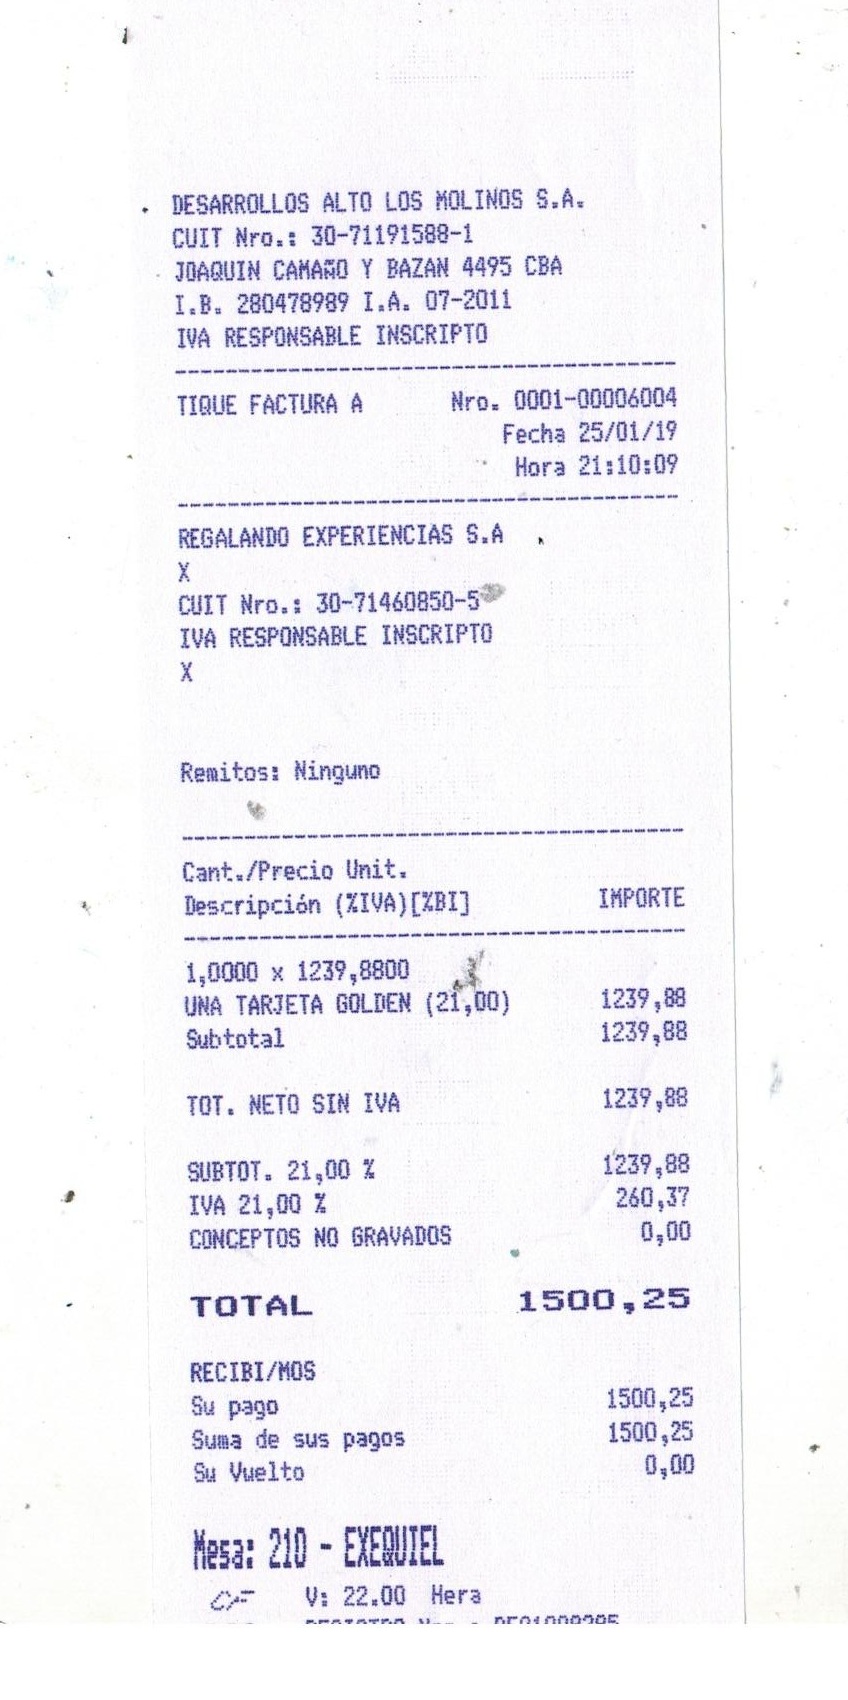 DESARROLLOS ALTO LOS MOLINOS S.A.
CUIT Nro.: 30-71191588-1
JOAQUIN CAMAÑO Y BAZAN 4495 CBA
I.B. 280478989 I.A. 07-2011
IVA RESPONSABLE INSCRIPTO
TIQUE FACTURA A Nro. 0001-00006004
Fecha 25/01/19
Hora 21:10:09
REGALANDO EXPERIENCIAS S.A
X
CUIT Nro.: 30-71460850-5
IVA RESPONSABLE INSCRIPTO
X
Remitos: Ninguno
Cant./Precio Unit.
Descripción (%IVA)[%BI] IMPORTE
1,0000 x 1239,8800
UNA TARJETA GOLDEN (21,00) 1239,88
Subtotal 1239,88
TOT. NETO SIN IVA 1239,88
SUBTOT. 21,00 % 1239,88
IVA 21,00 % 260,37
CONCEPTOS NO GRAVADOS 0,00
TOTAL 1500,25
RECIBI/MOS
Su pago 1500,25
Suma de sus pagos 1500,25
Su Vuelto 0,00
Mesa: 210 - EXEQUIEL
CF V: 22.00 Hera